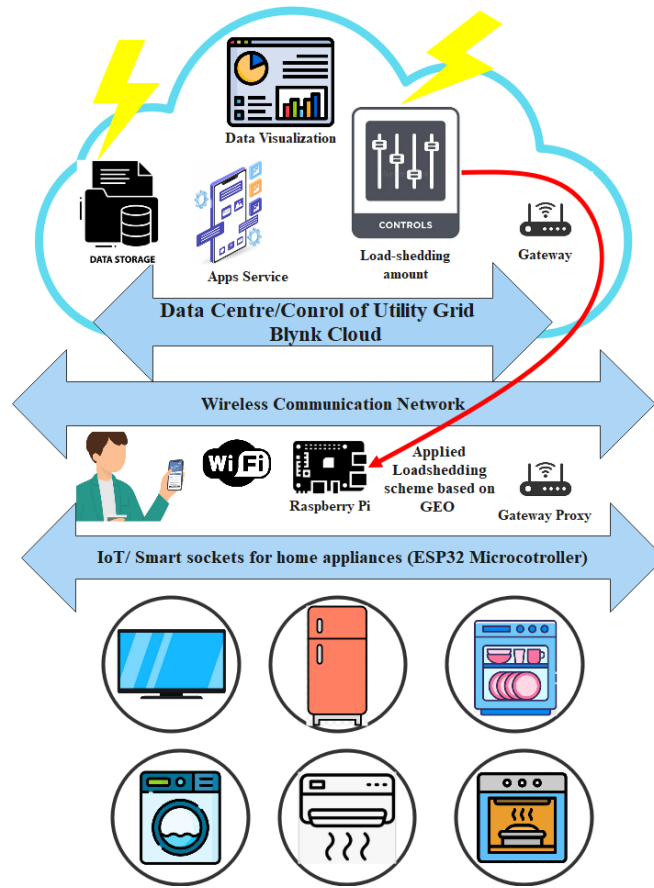 Data Visualization
DATA STORAGE
Apps Service
CONTROLS
Load-shedding
amount
Gateway
Data Centre/Conrol of Utility Grid
Blynk Cloud
Wireless Communication Network
Wi Fi
Raspberry Pi
Applied
Loadshedding
scheme based on
GEO
Gateway Proxy
IoT/ Smart sockets for home appliances (ESP32 Microcotroller)